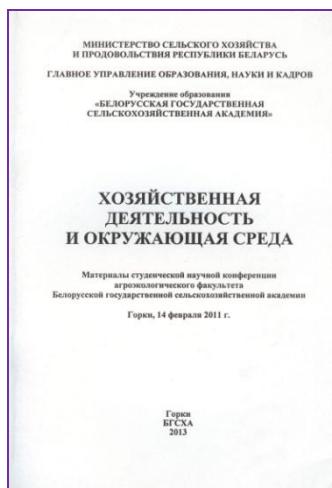 МИНИСТЕРСТВО СЕЛЬСКОГО ХОЗЯЙСТВА
И ПРОДОВОЛЬСТВИЯ РЕСПУБЛИКИ БЕЛАРУСЬ
ГЛАВНОЕ УПРАВЛЕНИЕ ОБРАЗОВАНИЯ, НАУКИ И КАДРОВ
Учреждение образования
«БЕЛОРУССКАЯ ГОСУДАРСТВЕННАЯ
СЕЛЬСКОХОЗЯЙСТВЕННАЯ АКАДЕМИЯ»
ХОЗЯЙСТВЕННАЯ
ДЕЯТЕЛЬНОСТЬ
И ОКРУЖАЮЩАЯ СРЕДА
Материалы студенческой научной конференции
агроэкологического факультета
Белорусской государственной сельскохозяйственной академии
Горки, 14 февраля 2011 г.
Горки
БГСХА
2013